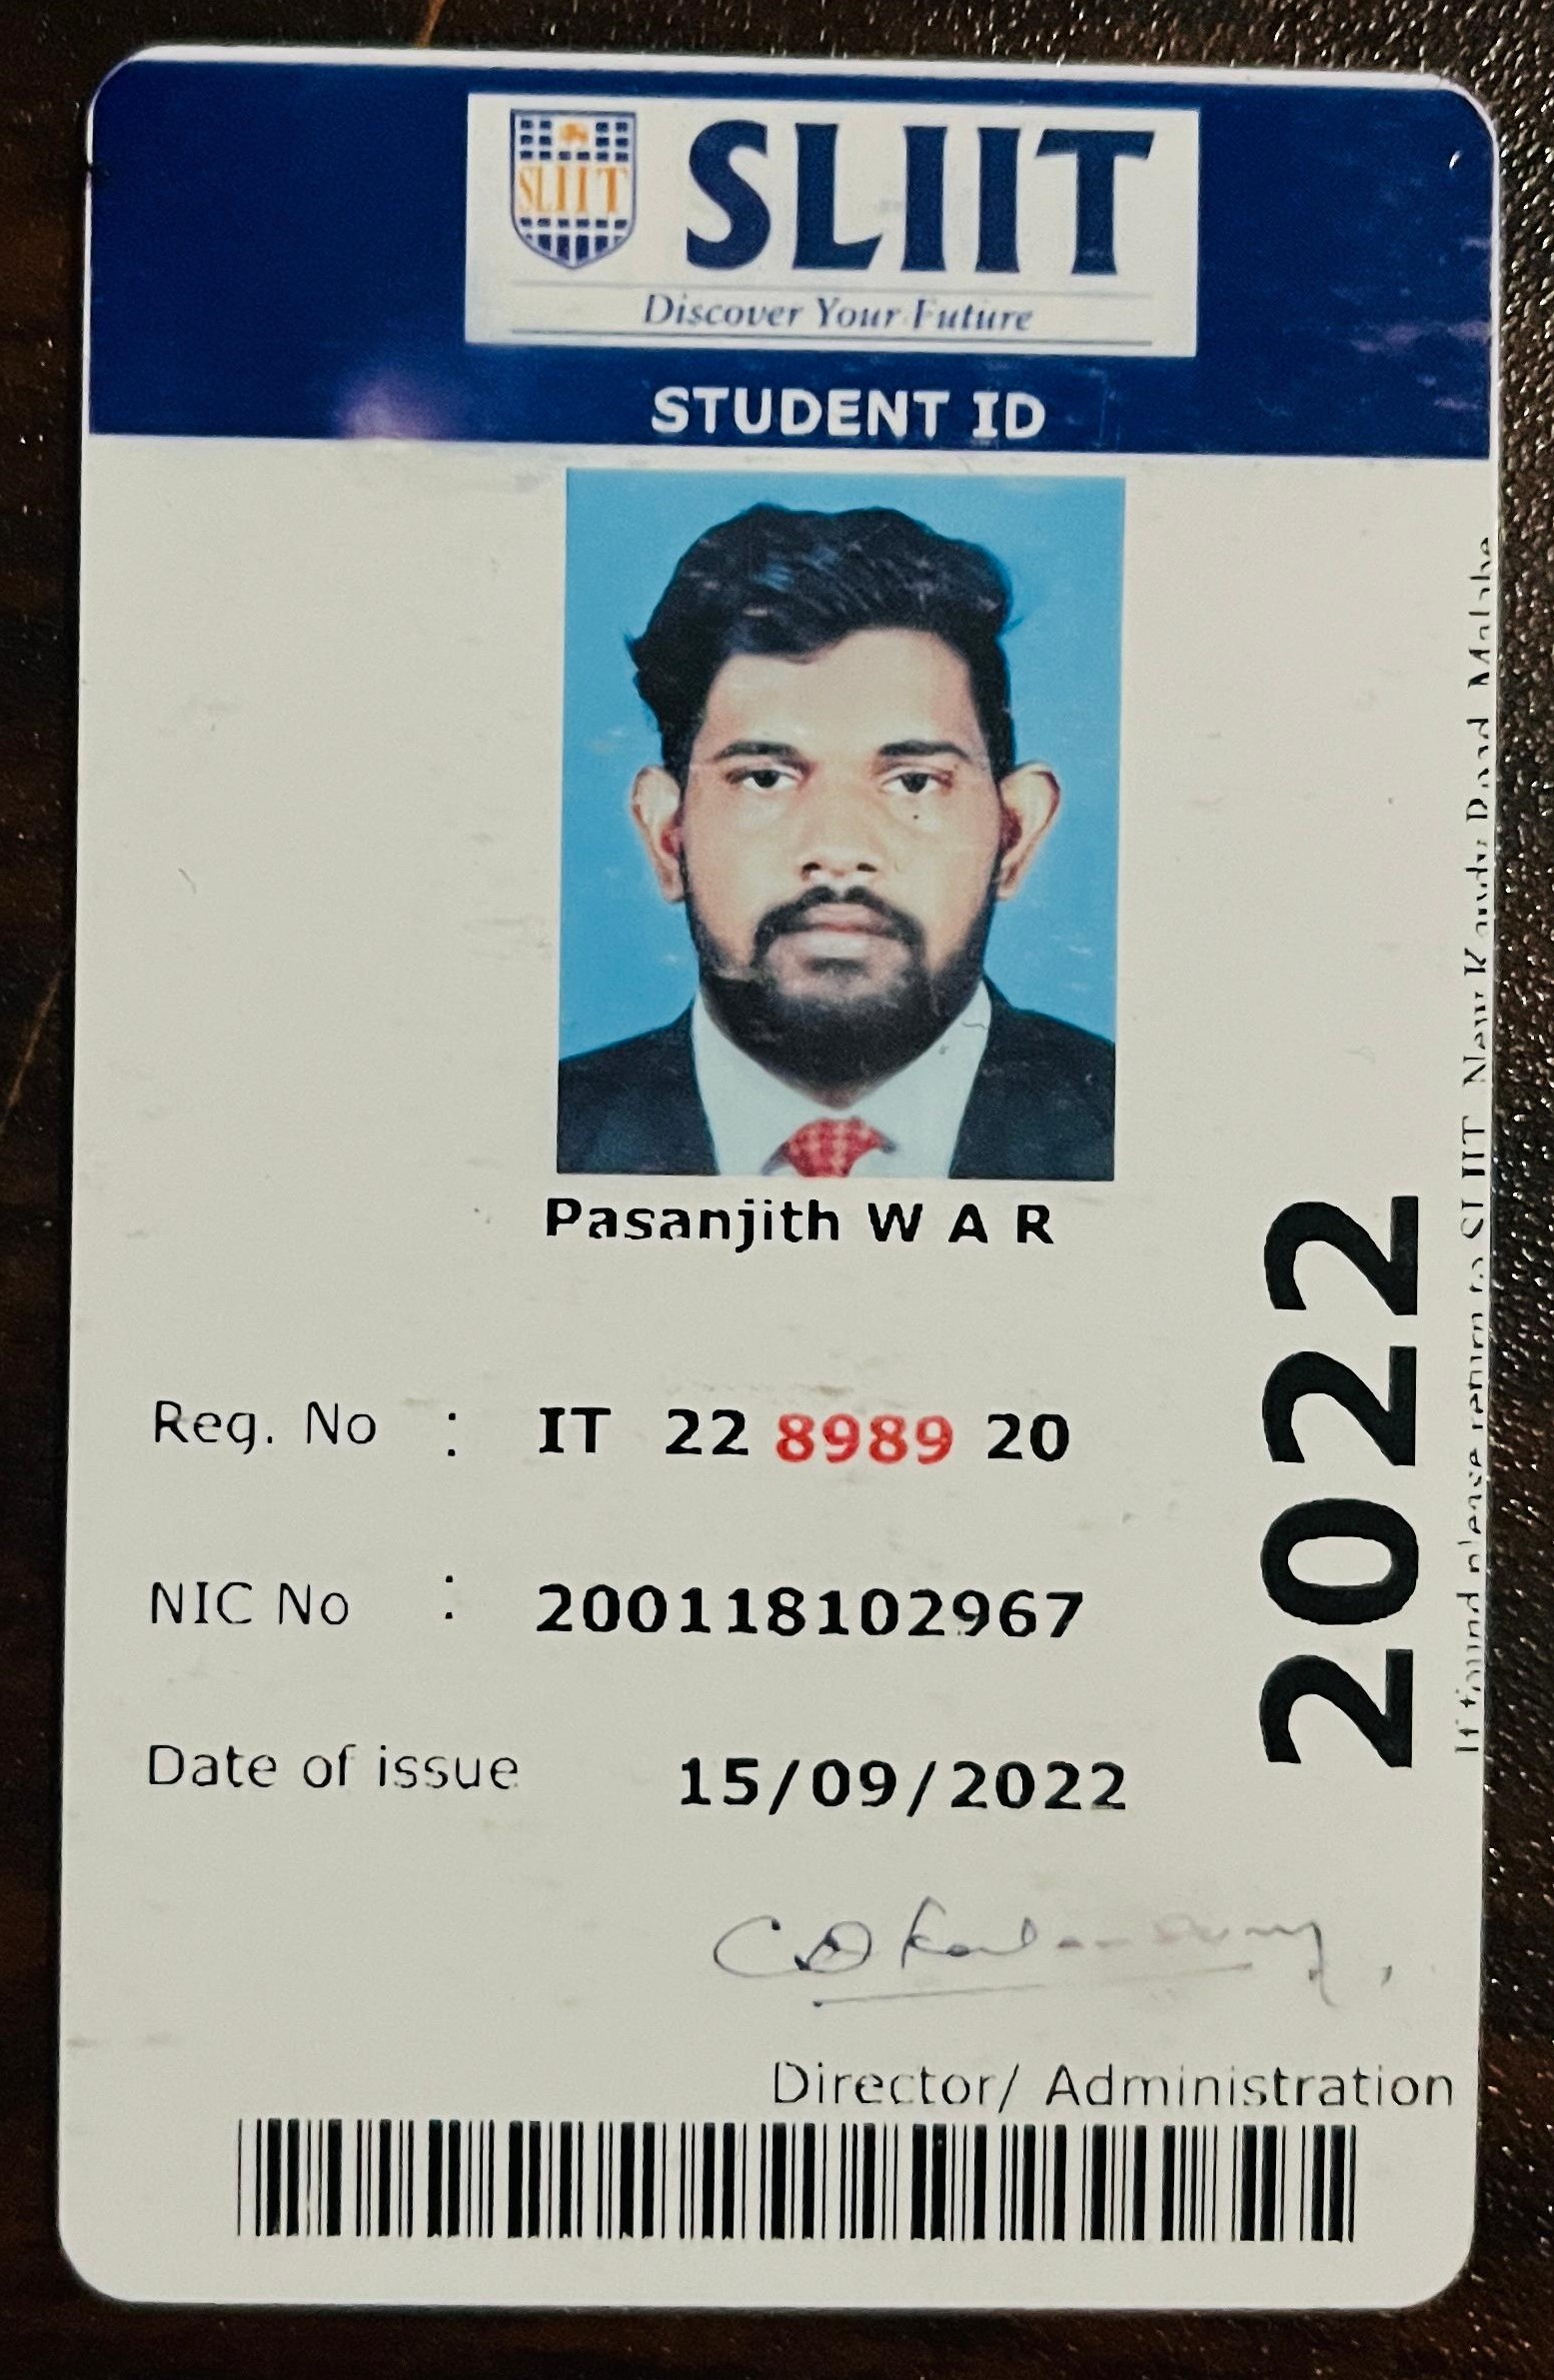 SLIIT
SLIIT
Discover Your Future
STUDENT ID
Pasanjith W A R
Reg. No : IT 22 8989 20
NIC No : 200118102967
Date of issue 15/09/2022
2022
If found please return to SLIIT New Kandy Road Malabe
Director/ Administration